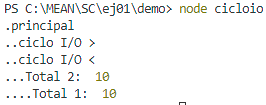 PS C:\MEAN\SC\ej01\demo> node cicloio
.principal
..ciclo I/O >
..ciclo I/O <
...Total 2:  10
....Total 1:  10